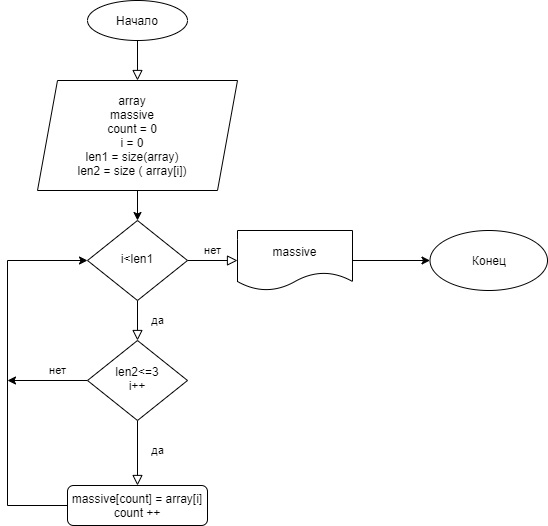 Начало
array
massive
count = 0
i = 0
len1 = size(array)
len2 = size ( array[i])
i<len1
нет
massive
Конец
да
len2<=3
i++
нет
да
massive[count] = array[i]
count ++